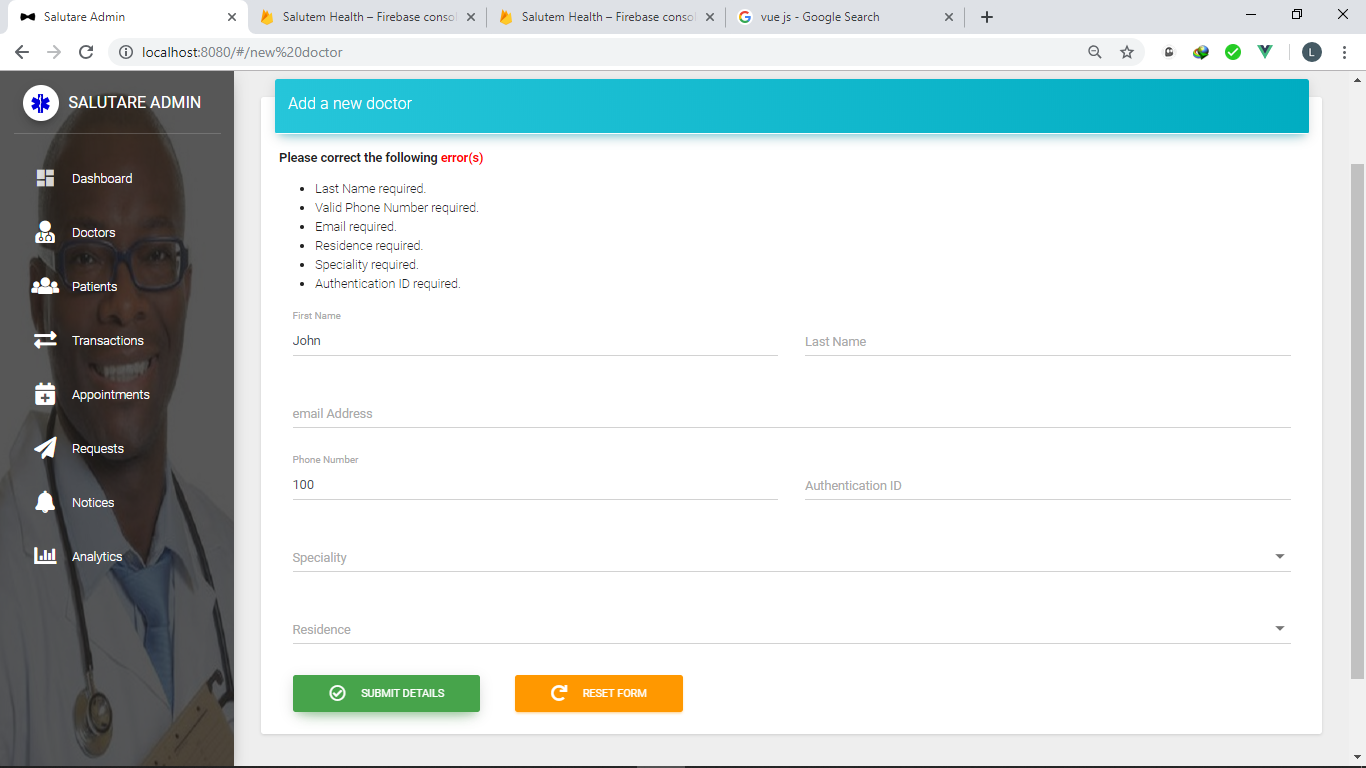 Salutare Admin
Salutem Health – Firebase consol
Salutem Health – Firebase consol
vue js - Google Search
localhost:8080/#/new%20doctor
L
SALUTARE ADMIN
Dashboard
Doctors
Patients
Transactions
Appointments
Requests
Notices
Analytics
Add a new doctor
Please correct the following error(s)
Last Name required.
Valid Phone Number required.
Email required.
Residence required.
Speciality required.
Authentication ID required.
First Name
John
Last Name
email Address
Phone Number
100
Authentication ID
Speciality
Residence
SUBMIT DETAILS
RESET FORM